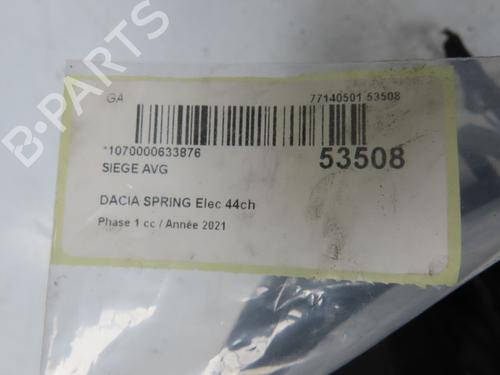 B-PARTS
GA 77140501 53508
*1070000633876 53508
SIEGE AVG
DACIA SPRING Elec 44ch
Phase 1 cc / Année 2021